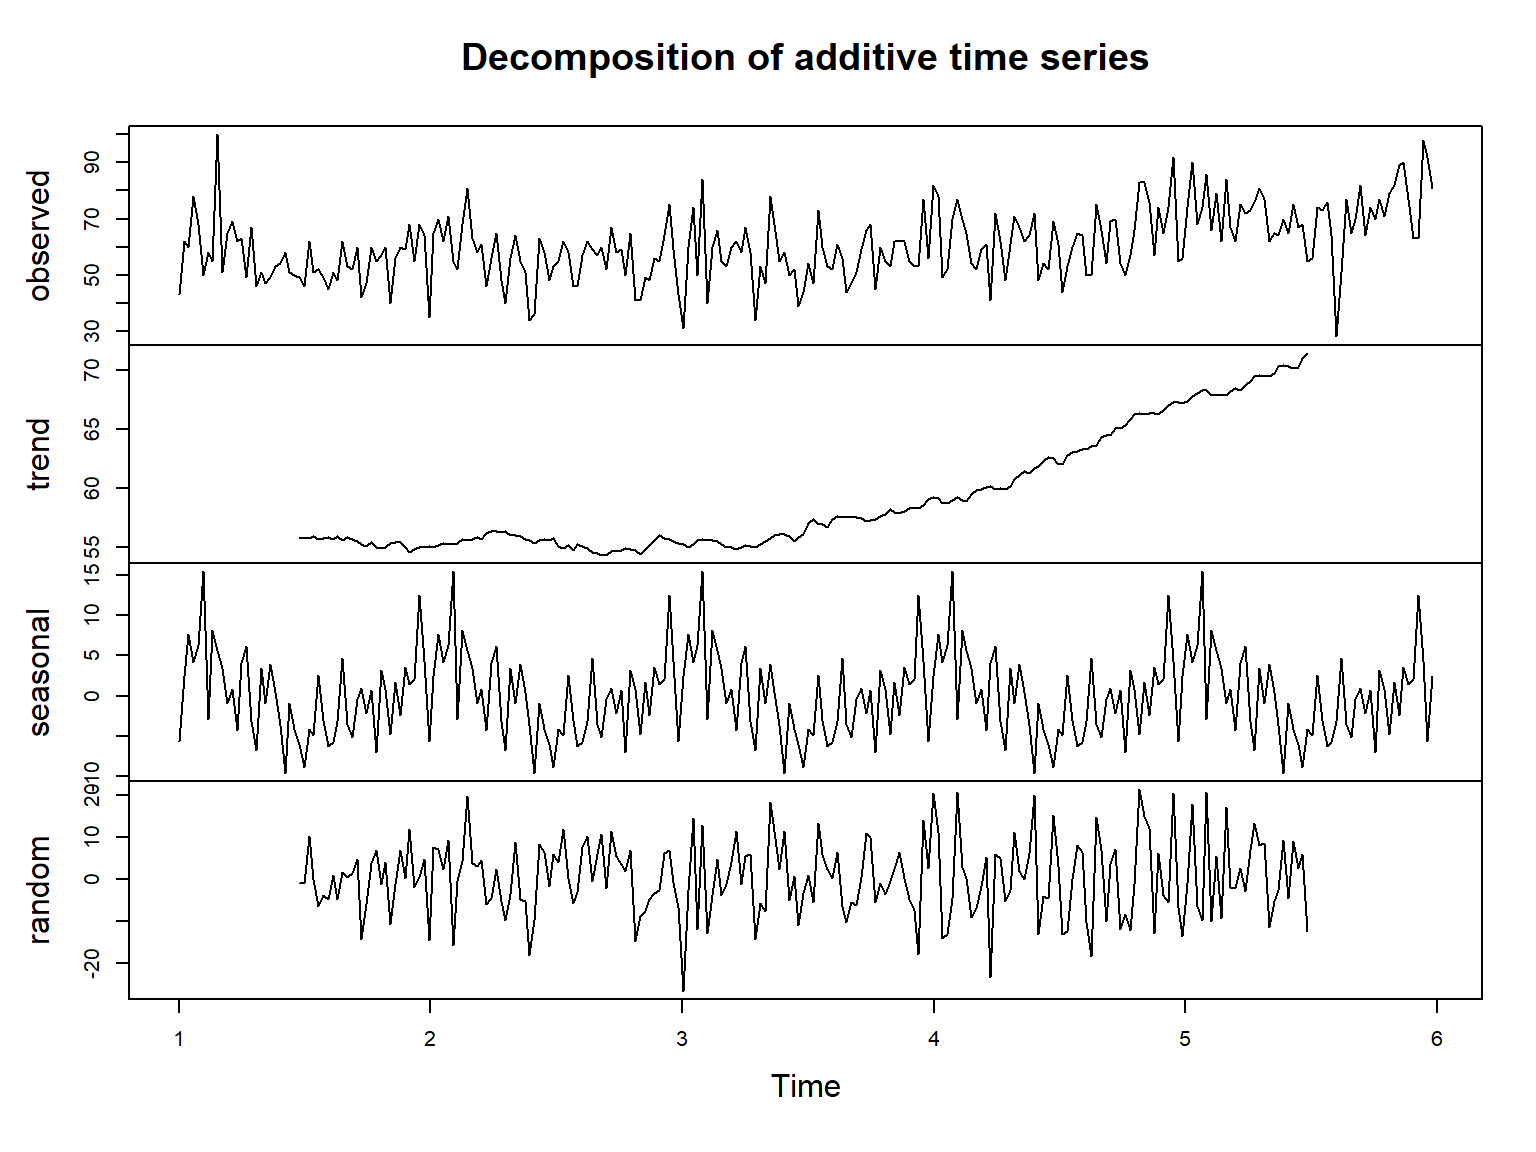 Decomposition of additive time series
observed
30 50 70 90
trend
55 60 65 70
seasonal
-10 0 5 10 15
random
-20 0 10 20
1 2 3 4 5 6
Time